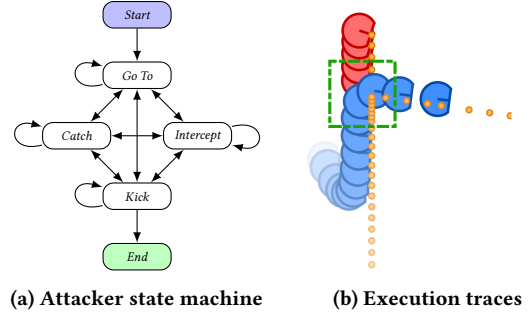 Start
Go To
Catch
Intercept
Kick
End
(a) Attacker state machine
(b) Execution traces